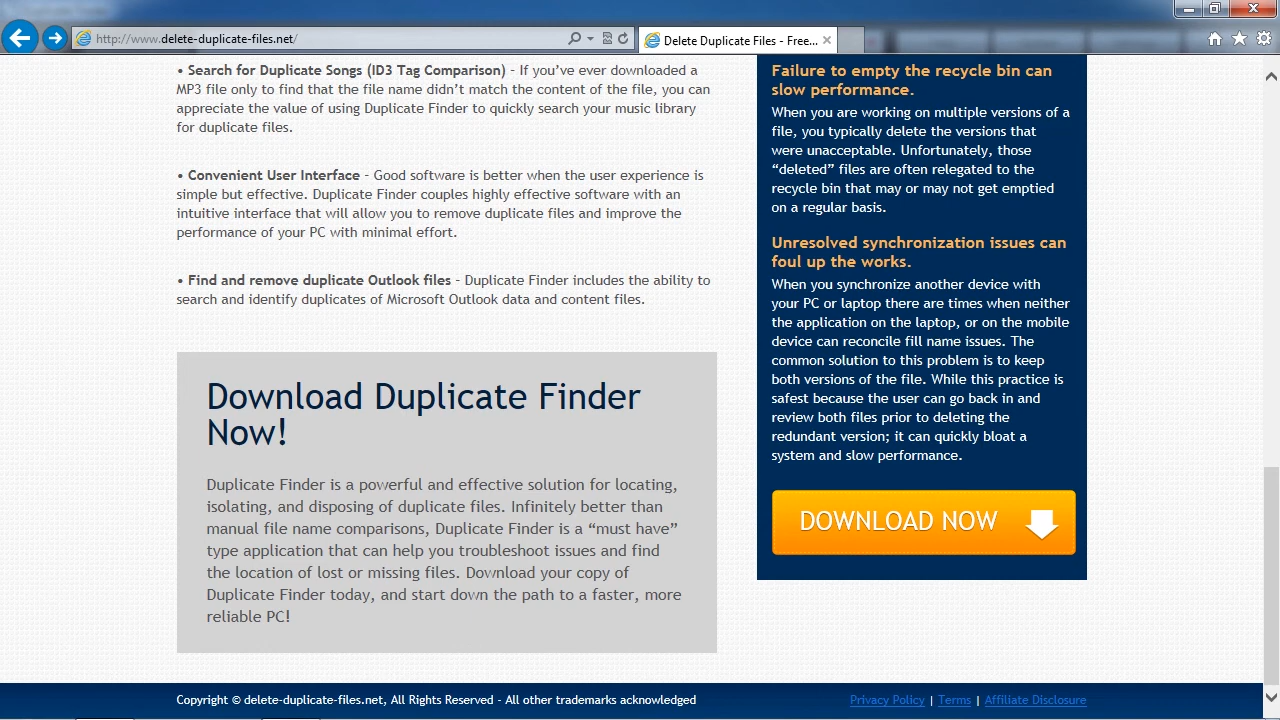 http://www.delete-duplicate-files.net/
Delete Duplicate Files - Free...
• Search for Duplicate Songs (ID3 Tag Comparison) – If you’ve ever downloaded a
MP3 file only to find that the file name didn’t match the content of the file, you can
appreciate the value of using Duplicate Finder to quickly search your music library
for duplicate files.
• Convenient User Interface – Good software is better when the user experience is
simple but effective. Duplicate Finder couples highly effective software with an
intuitive interface that will allow you to remove duplicate files and improve the
performance of your PC with minimal effort.
• Find and remove duplicate Outlook files – Duplicate Finder includes the ability to
search and identify duplicates of Microsoft Outlook data and content files.
Download Duplicate Finder
Now!
Duplicate Finder is a powerful and effective solution for locating,
isolating, and disposing of duplicate files. Infinitely better than
manual file name comparisons, Duplicate Finder is a “must have”
type application that can help you troubleshoot issues and find
the location of lost or missing files. Download your copy of
Duplicate Finder today, and start down the path to a faster, more
reliable PC!
Failure to empty the recycle bin can
slow performance.
When you are working on multiple versions of a
file, you typically delete the versions that
were unacceptable. Unfortunately, those
“deleted” files are often relegated to the
recycle bin that may or may not get emptied
on a regular basis.
Unresolved synchronization issues can
foul up the works.
When you synchronize another device with
your PC or laptop there are times when neither
the application on the laptop, or on the mobile
device can reconcile fill name issues. The
common solution to this problem is to keep
both versions of the file. While this practice is
safest because the user can go back in and
review both files prior to deleting the
redundant version; it can quickly bloat a
system and slow performance.
DOWNLOAD NOW
Copyright © delete-duplicate-files.net, All Rights Reserved - All other trademarks acknowledged
Privacy Policy | Terms | Affiliate Disclosure